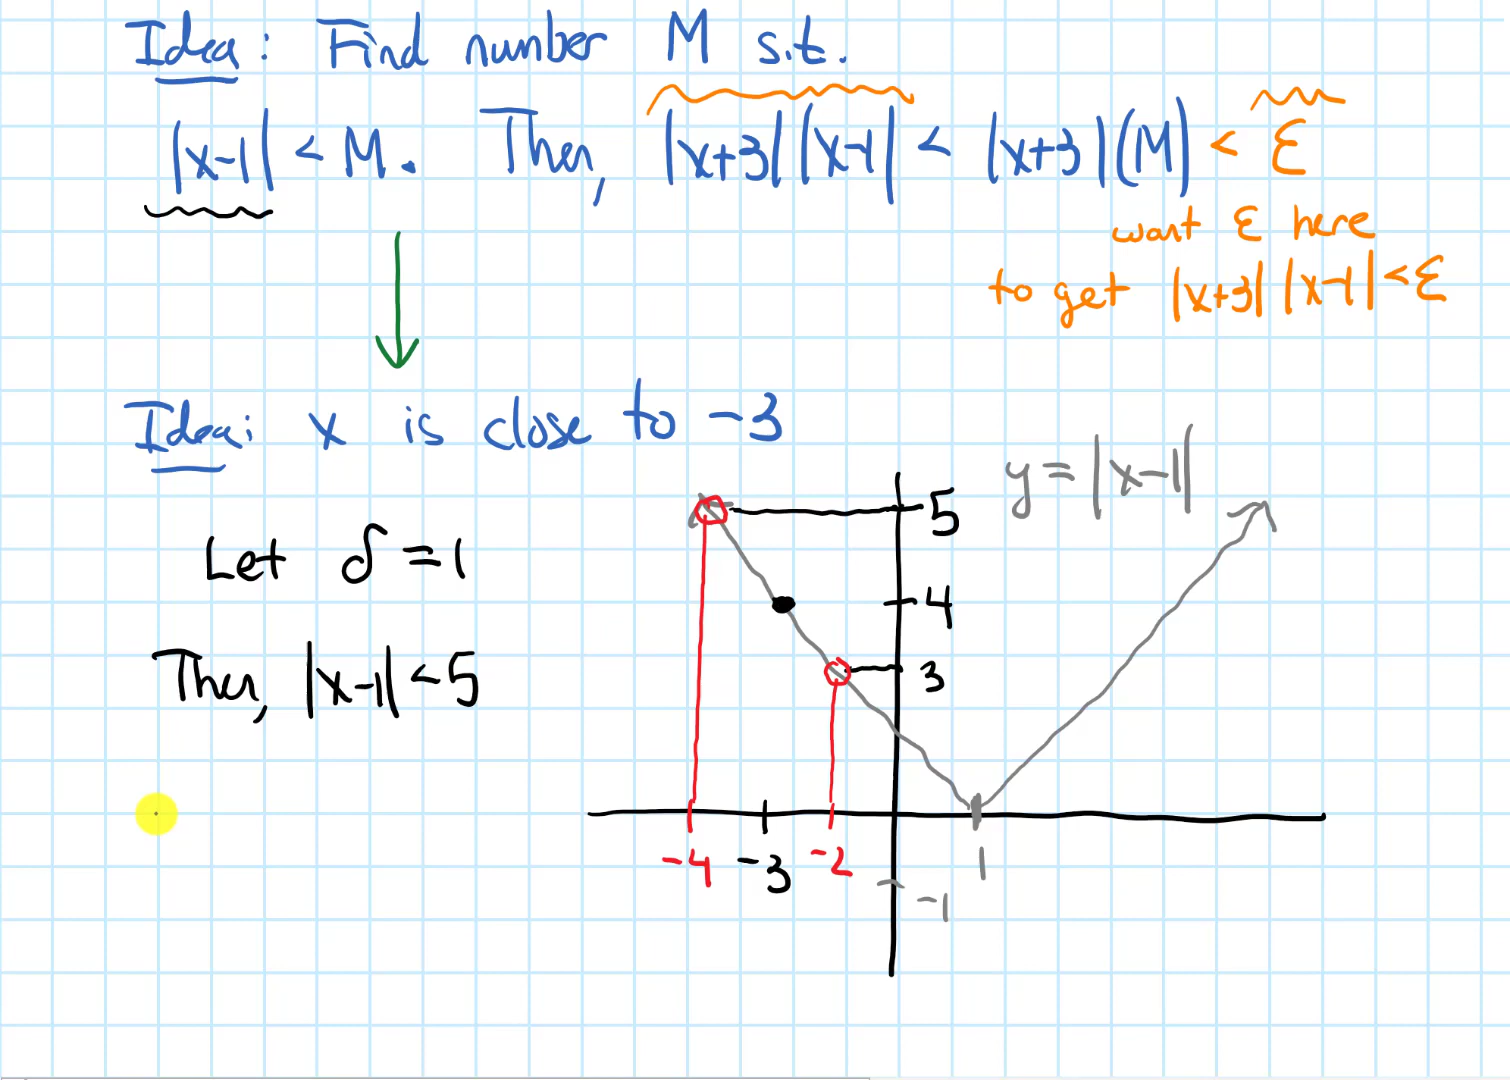 Idea: Find number M s.t.
|x-1| < M. Then, |x+3| |x-1| < |x+3| (M) < ε
want ε here
to get |x+3| |x-1| < ε
Idea: x is close to -3
y = |x-1|
5
Let δ = 1
4
Then, |x-1| < 5
3
-4 -3 -2 1
-1